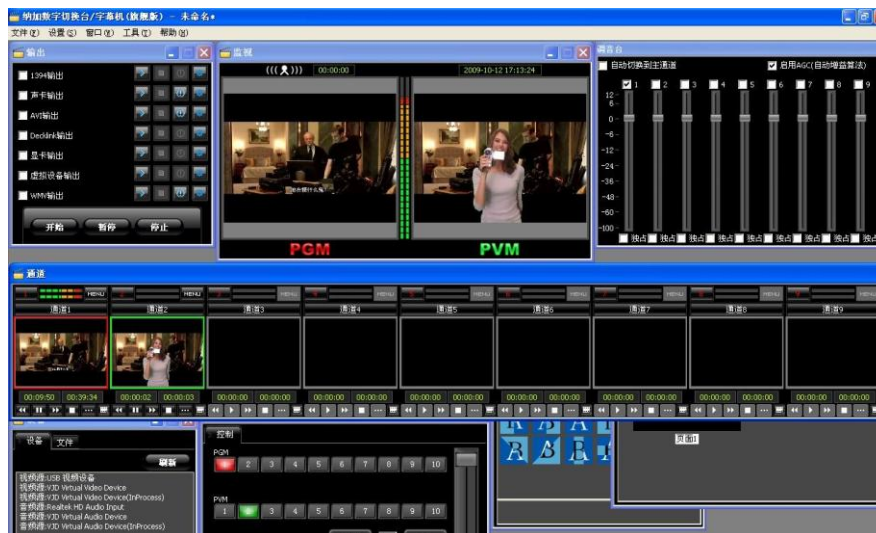 纳加数字切换台/字幕机(旗舰版) - 未命名*
文件(F) 设置(S) 窗口(W) 工具(T) 帮助(H)
输出
1394输出
声卡输出
AVI输出
Decklink输出
显卡输出
虚拟设备输出
WMV输出
开始 暂停 停止
监视
00:00:00 2009-10-12 17:13:24
PGM PVM
调音台
自动切换到主通道 启用AGC(自动增益算法)
1 2 3 4 5 6 7 8 9
12
6
0
-6
-12
-24
-36
-48
-60
-100
独占 独占 独占 独占 独占 独占 独占 独占
通道
MENU MENU MENU MENU MENU MENU MENU MENU
通道1 通道2 通道3 通道4 通道5 通道6 通道7 通道8 通道9
00:09:50 00:39:34 00:00:02 00:00:03 00:00:00 00:00:00 00:00:00 00:00:00 00:00:00 00:00:00 00:00:00 00:00:00 00:00:00 00:00:00 00:00:00 00:00:00 00:00:00 00:00:00
设备 文件
刷新
视频源:USB 视频设备
视频源:VJD Virtual Video Device
视频源:VJD Virtual Video Device(InProcess)
音频源:Realtek HD Audio Input
音频源:VJD Virtual Audio Device
音频源:VJD Virtual Audio Device(InProcess)
控制
PGM
2 3 4 5 6 7 8 9 10
PVM
1 3 4 5 6 7 8 9 10
A A
B B B
页面1